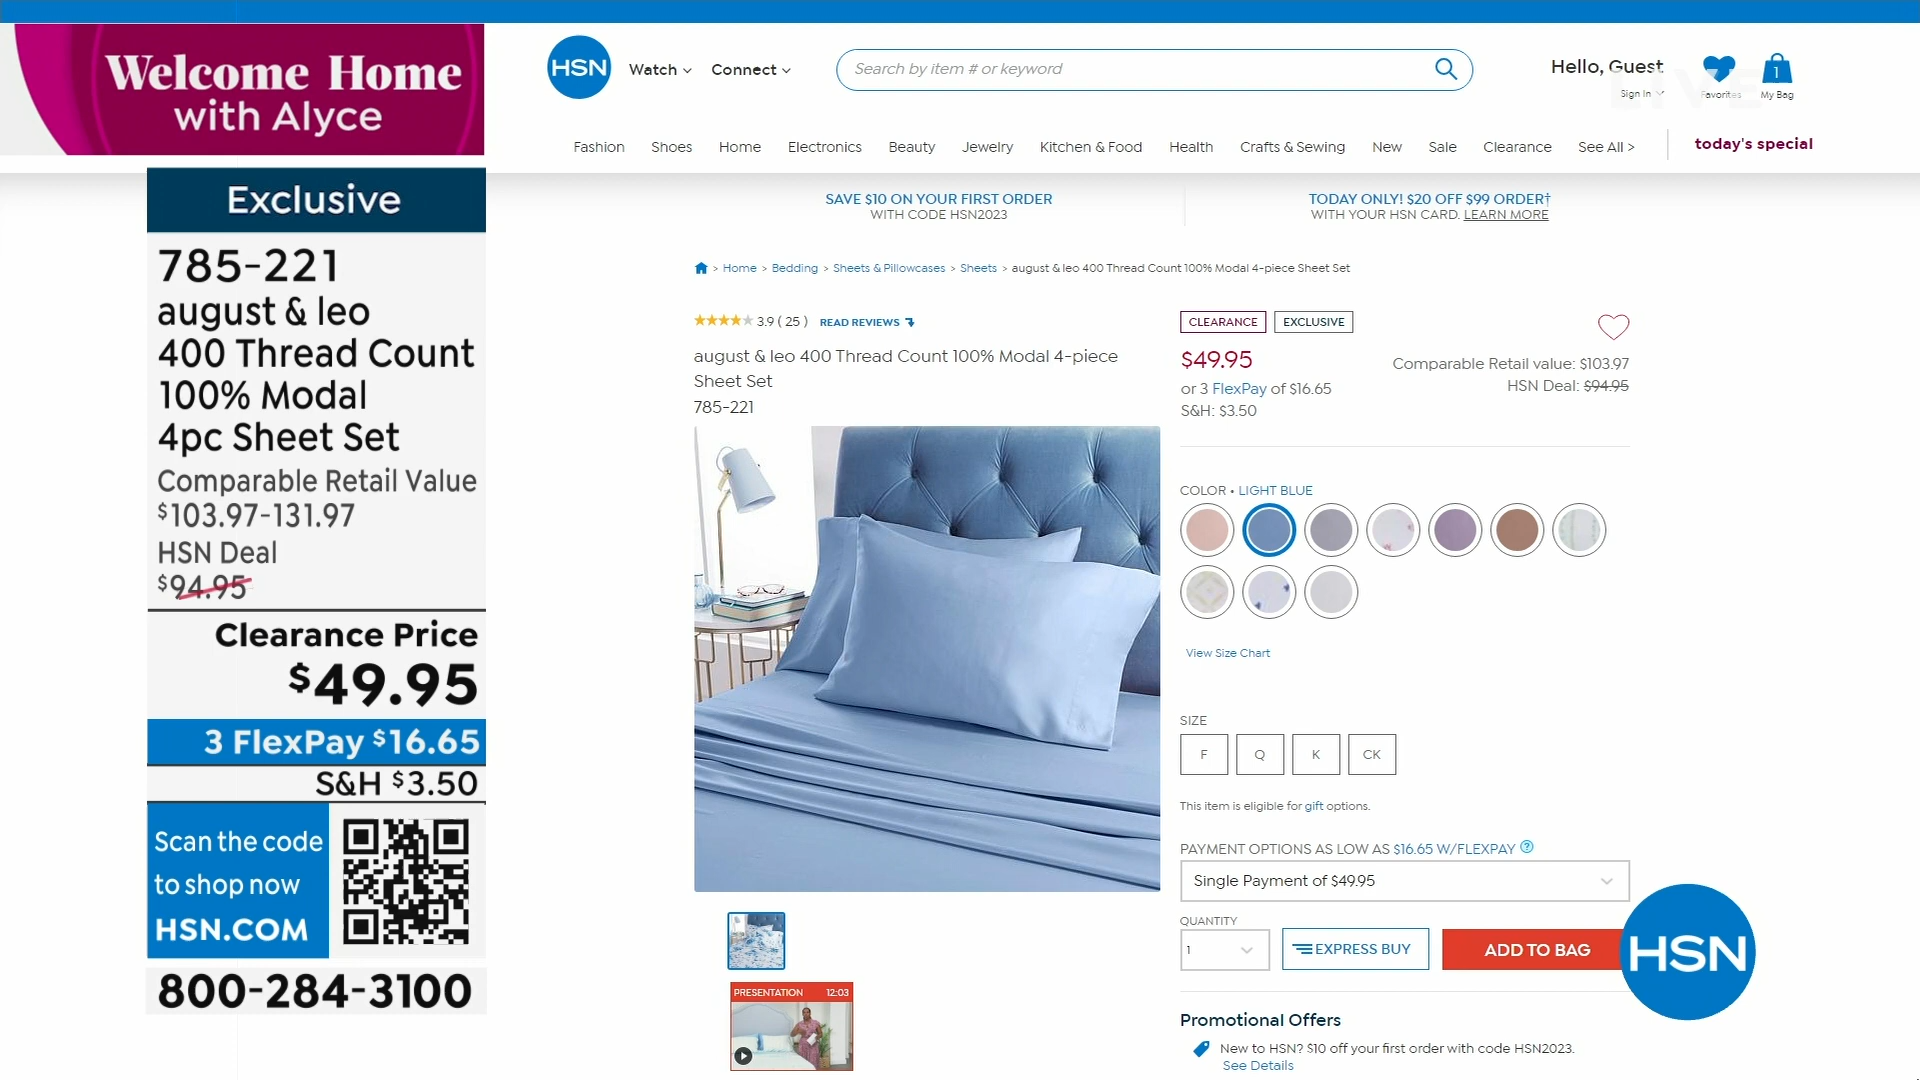 Welcome Home
with Alyce
Exclusive
785-221
august & leo
400 Thread Count
100% Modal
4pc Sheet Set
Comparable Retail Value
$103.97-131.97
HSN Deal
$94.95
Clearance Price
$49.95
3 FlexPay $16.65
S&H $3.50
Scan the code
to shop now
HSN.COM
800-284-3100
HSN
Watch
Connect
Search by item # or keyword
Hello, Guest
Sign In
Favorites
1
My Bag
LIVE
Fashion
Shoes
Home
Electronics
Beauty
Jewelry
Kitchen & Food
Health
Crafts & Sewing
New
Sale
Clearance
See All >
today's special
SAVE $10 ON YOUR FIRST ORDER
WITH CODE HSN2023
TODAY ONLY! $20 OFF $99 ORDER†
WITH YOUR HSN CARD. LEARN MORE
> Home > Bedding > Sheets & Pillowcases > Sheets > august & leo 400 Thread Count 100% Modal 4-piece Sheet Set
3.9 ( 25 )
READ REVIEWS
august & leo 400 Thread Count 100% Modal 4-piece
Sheet Set
785-221
PRESENTATION 12:03
CLEARANCE
EXCLUSIVE
$49.95
or 3 FlexPay of $16.65
S&H: $3.50
Comparable Retail value: $103.97
HSN Deal: $94.95
COLOR • LIGHT BLUE
View Size Chart
SIZE
F
Q
K
CK
This item is eligible for gift options.
PAYMENT OPTIONS AS LOW AS $16.65 W/FLEXPAY ?
Single Payment of $49.95
QUANTITY
1
EXPRESS BUY
ADD TO BAG
HSN
Promotional Offers
New to HSN? $10 off your first order with code HSN2023.
See Details